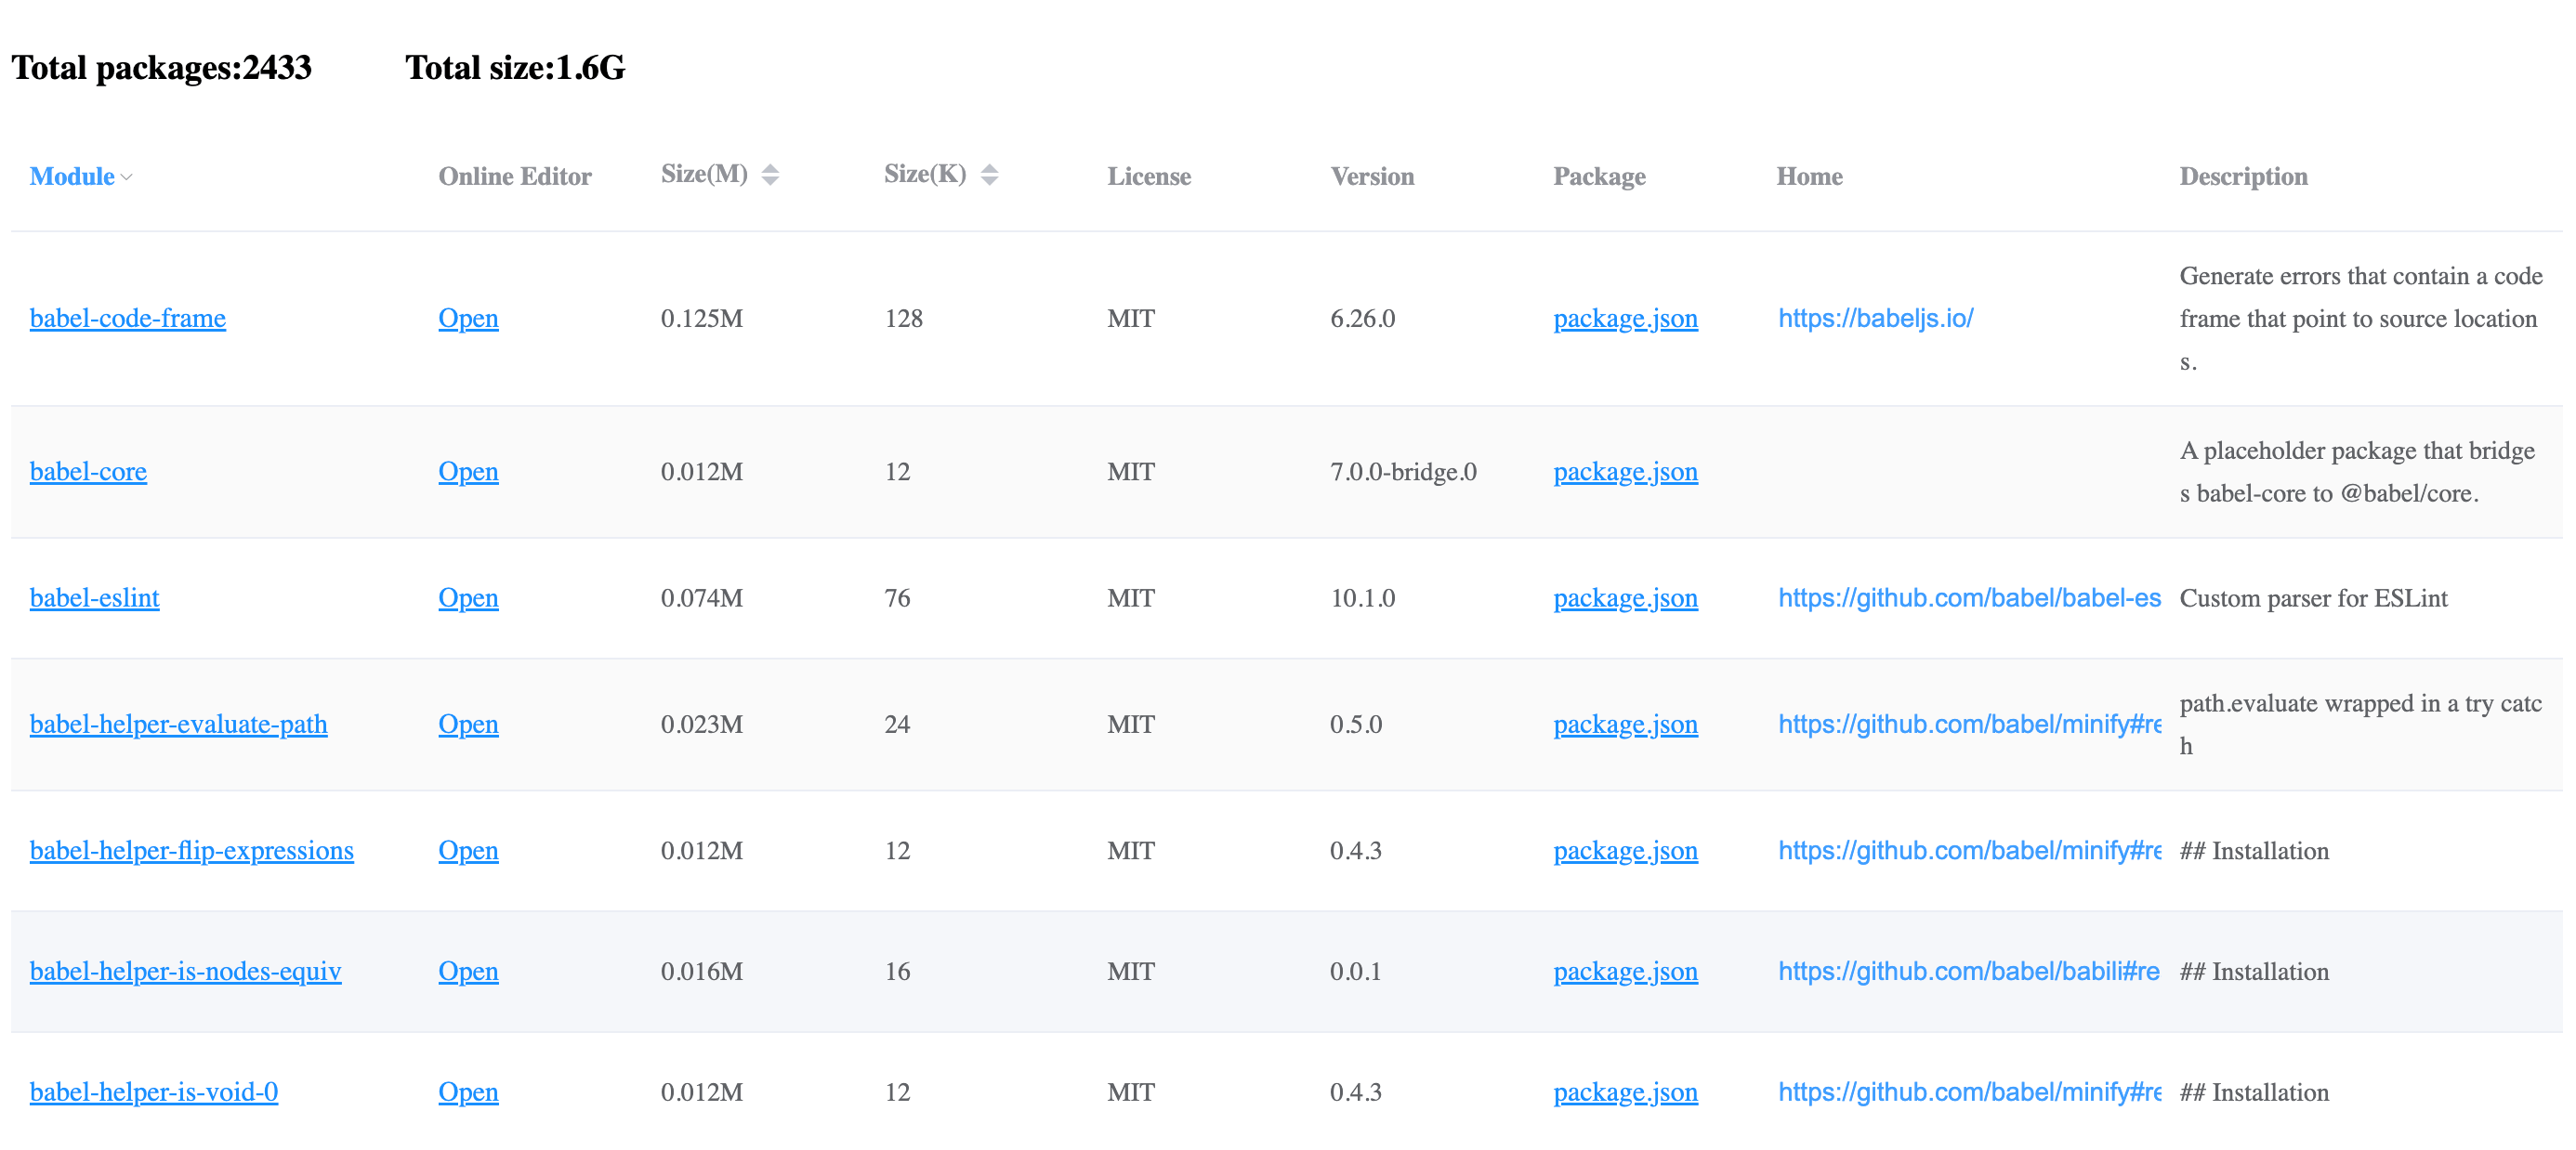 Total packages:2433 Total size:1.6G
Module Online Editor Size(M) Size(K) License Version Package Home Description
babel-code-frame Open 0.125M 128 MIT 6.26.0 package.json https://babeljs.io/ Generate errors that contain a code
frame that point to source location
s.
babel-core Open 0.012M 12 MIT 7.0.0-bridge.0 package.json A placeholder package that bridge
s babel-core to @babel/core.
babel-eslint Open 0.074M 76 MIT 10.1.0 package.json https://github.com/babel/babel-es Custom parser for ESLint
babel-helper-evaluate-path Open 0.023M 24 MIT 0.5.0 package.json https://github.com/babel/minify#re path.evaluate wrapped in a try catc
h
babel-helper-flip-expressions Open 0.012M 12 MIT 0.4.3 package.json https://github.com/babel/minify#re ## Installation
babel-helper-is-nodes-equiv Open 0.016M 16 MIT 0.0.1 package.json https://github.com/babel/babili#re ## Installation
babel-helper-is-void-0 Open 0.012M 12 MIT 0.4.3 package.json https://github.com/babel/minify#re ## Installation